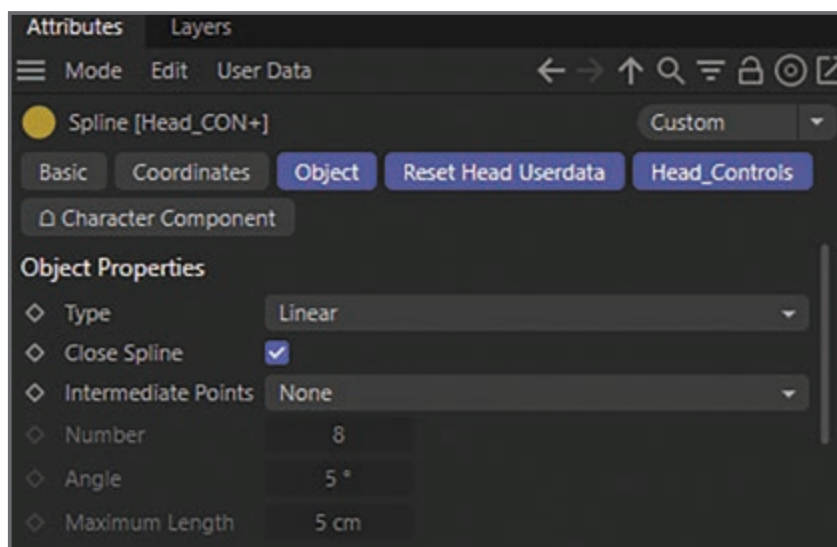 Attributes Layers
Mode Edit User Data
Spline [Head_CON+] Custom
Basic Coordinates Object Reset Head Userdata Head_Controls
Character Component
Object Properties
Type Linear
Close Spline
Intermediate Points None
Number 8
Angle 5 °
Maximum Length 5 cm